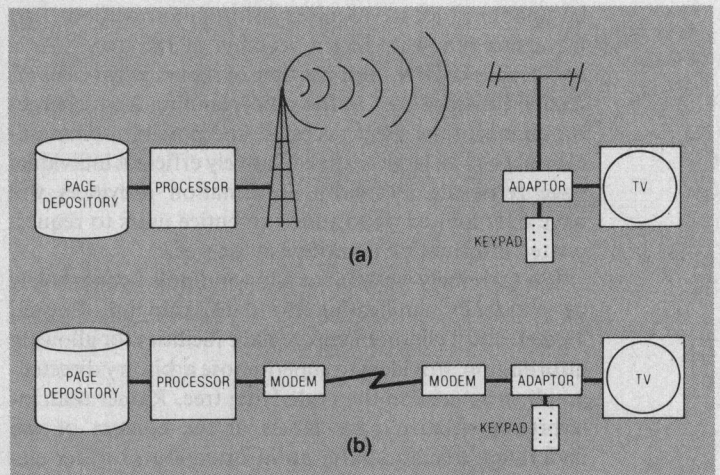 PAGE
DEPOSITORY
PROCESSOR
ADAPTOR
TV
KEYPAD
(a)
PAGE
DEPOSITORY
PROCESSOR
MODEM
MODEM
ADAPTOR
TV
KEYPAD
(b)